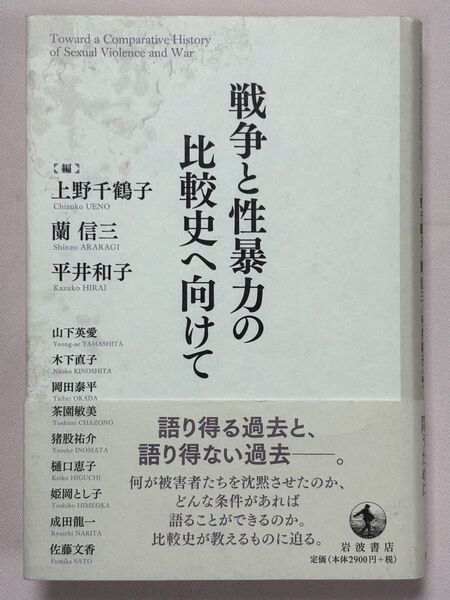 Toward a Comparative History
of Sexual Violence and War
戦争と性暴力の
比較史へ向けて
【編】
上野千鶴子
Chizuko UENO
蘭 信三
Shinzo ARARAGI
平井和子
Kazuko HIRAI
山下英愛
Yeong-ae YAMASHITA
木下直子
Naoko KINOSHITA
岡田泰平
Taihei OKADA
茶園敏美
Toshimi CHAZONO
猪股祐介
Yusuke INOMATA
樋口恵子
Keiko HIGUCHI
姫岡とし子
Toshiko HIMEOKA
成田龍一
Ryuichi NARITA
佐藤文香
Fumika SATO
語り得る過去と、
語り得ない過去──。
何が被害者たちを沈黙させたのか、
どんな条件があれば
語ることができるのか。
比較史が教えるものに迫る。
岩波書店
定価(本体2900円+税)